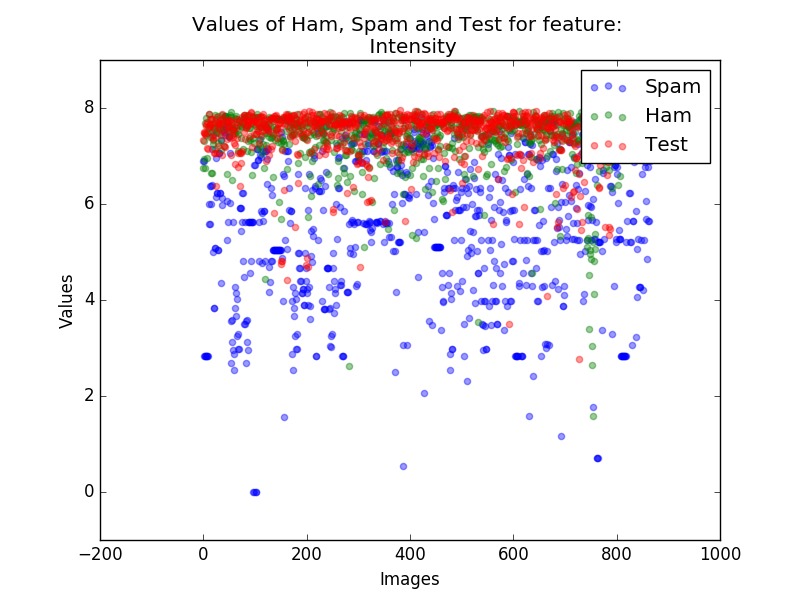 Values of Ham, Spam and Test for feature:
Intensity
Spam
Ham
Test
8
6
4
2
0
Values
−200
0
200
400
600
800
1000
Images